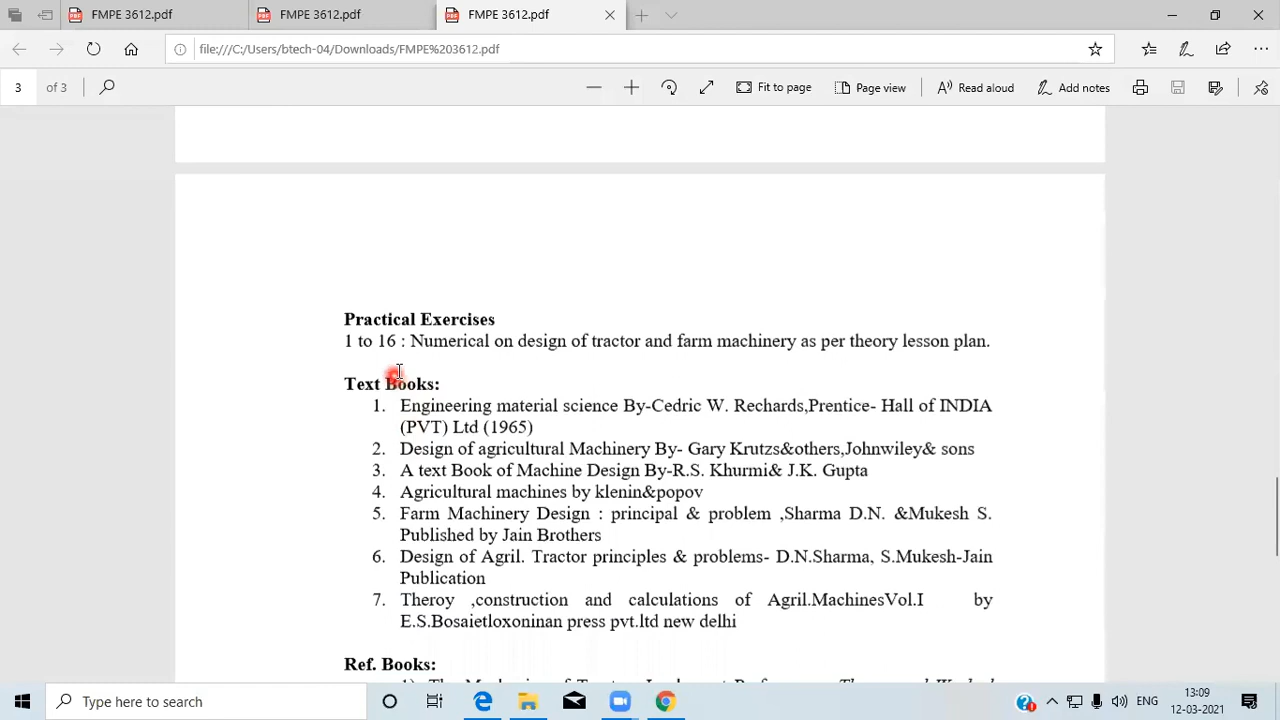 FMPE 3612.pdf
FMPE 3612.pdf
FMPE 3612.pdf
file:///C:/Users/btech-04/Downloads/FMPE%203612.pdf
3 of 3
Fit to page
Page view
Read aloud
Add notes
Practical Exercises
1 to 16 : Numerical on design of tractor and farm machinery as per theory lesson plan.
Text Books:
1. Engineering material science By-Cedric W. Rechards,Prentice- Hall of INDIA
(PVT) Ltd (1965)
2. Design of agricultural Machinery By- Gary Krutzs&others,Johnwiley& sons
3. A text Book of Machine Design By-R.S. Khurmi& J.K. Gupta
4. Agricultural machines by klenin&popov
5. Farm Machinery Design : principal & problem ,Sharma D.N. &Mukesh S.
Published by Jain Brothers
6. Design of Agril. Tractor principles & problems- D.N.Sharma, S.Mukesh-Jain
Publication
7. Theroy ,construction and calculations of Agril.MachinesVol.I by
E.S.Bosaietloxoninan press pvt.ltd new delhi
Ref. Books:
Type here to search
ENG
13:09
12-03-2021